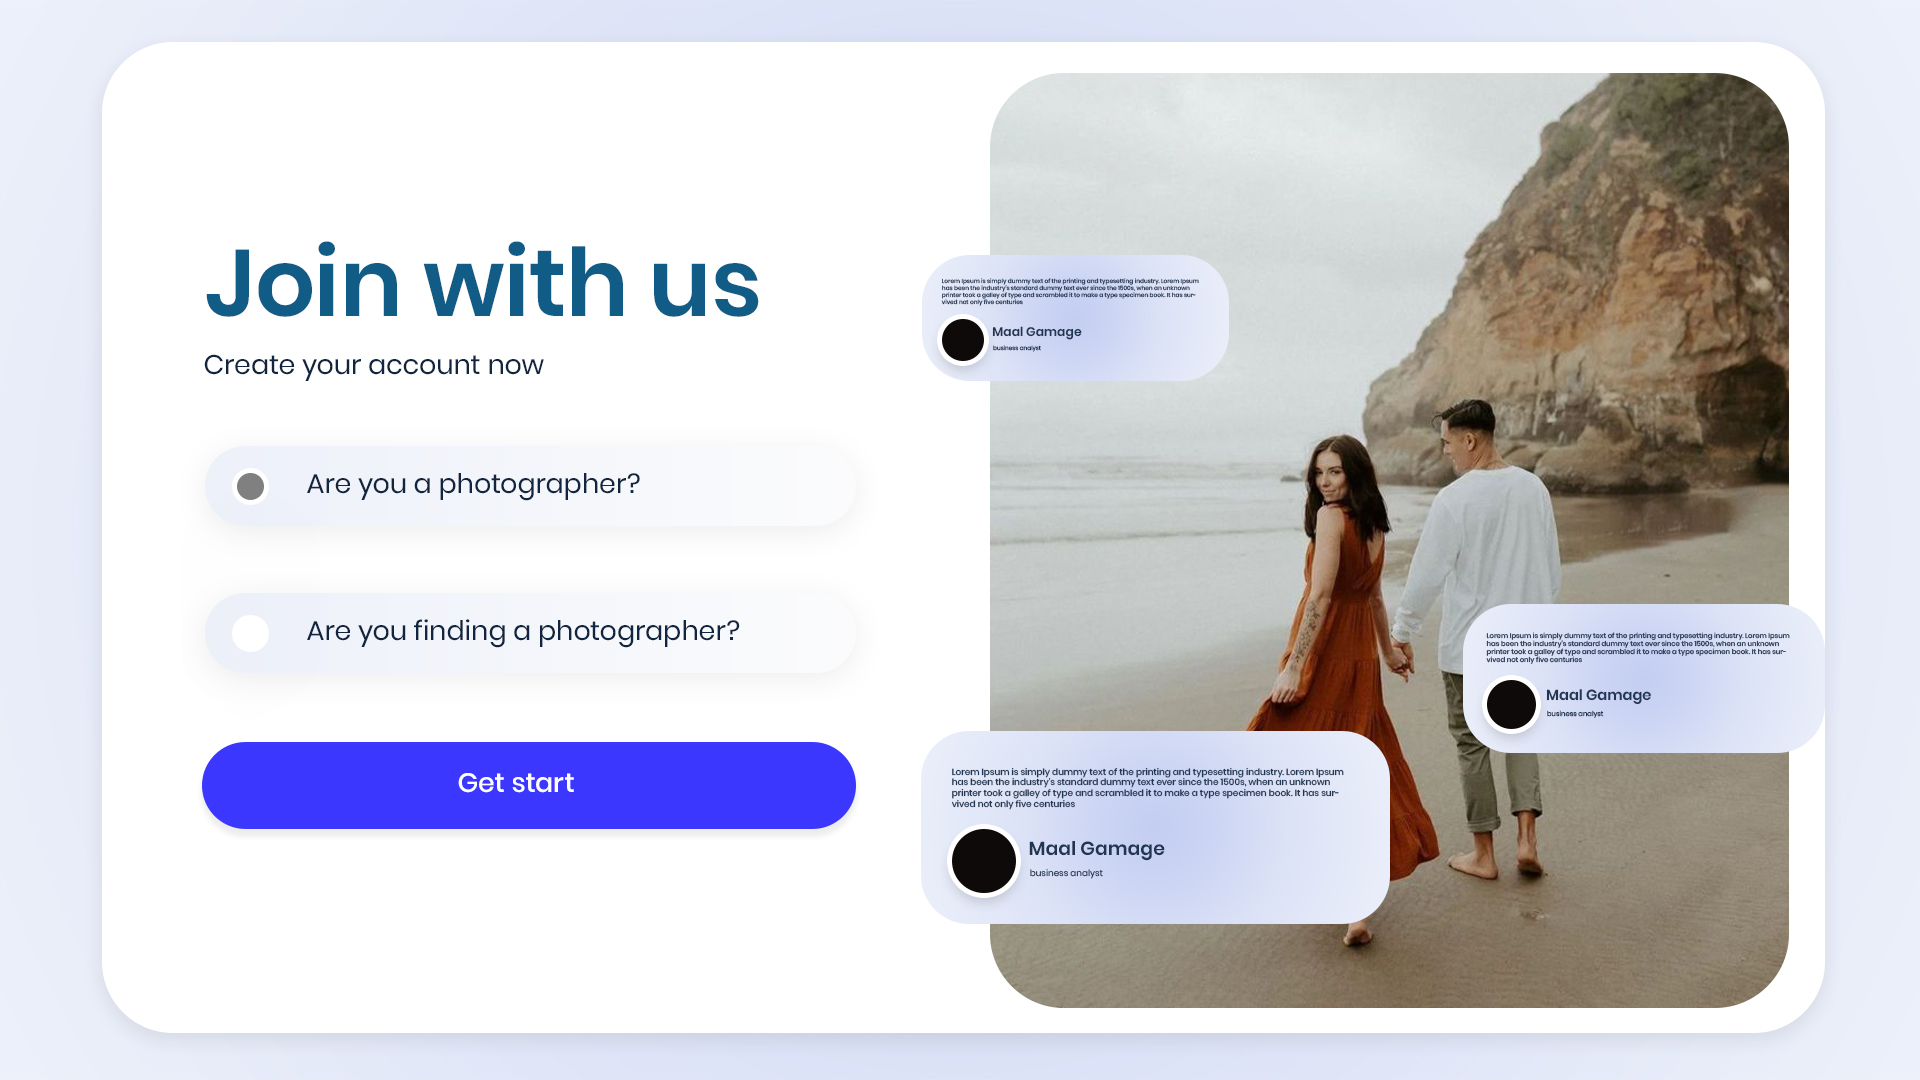 Join with us
Create your account now
Are you a photographer?
Are you finding a photographer?
Get start
Lorem Ipsum is simply dummy text of the printing and typesetting industry. Lorem Ipsum
has been the industry's standard dummy text ever since the 1500s, when an unknown
printer took a galley of type and scrambled it to make a type specimen book. It has sur-
vived not only five centuries
Maal Gamage
business analyst
Lorem Ipsum is simply dummy text of the printing and typesetting industry. Lorem Ipsum
has been the industry's standard dummy text ever since the 1500s, when an unknown
printer took a galley of type and scrambled it to make a type specimen book. It has sur-
vived not only five centuries
Maal Gamage
business analyst
Lorem Ipsum is simply dummy text of the printing and typesetting industry. Lorem Ipsum
has been the industry's standard dummy text ever since the 1500s, when an unknown
printer took a galley of type and scrambled it to make a type specimen book. It has sur-
vived not only five centuries
Maal Gamage
business analyst